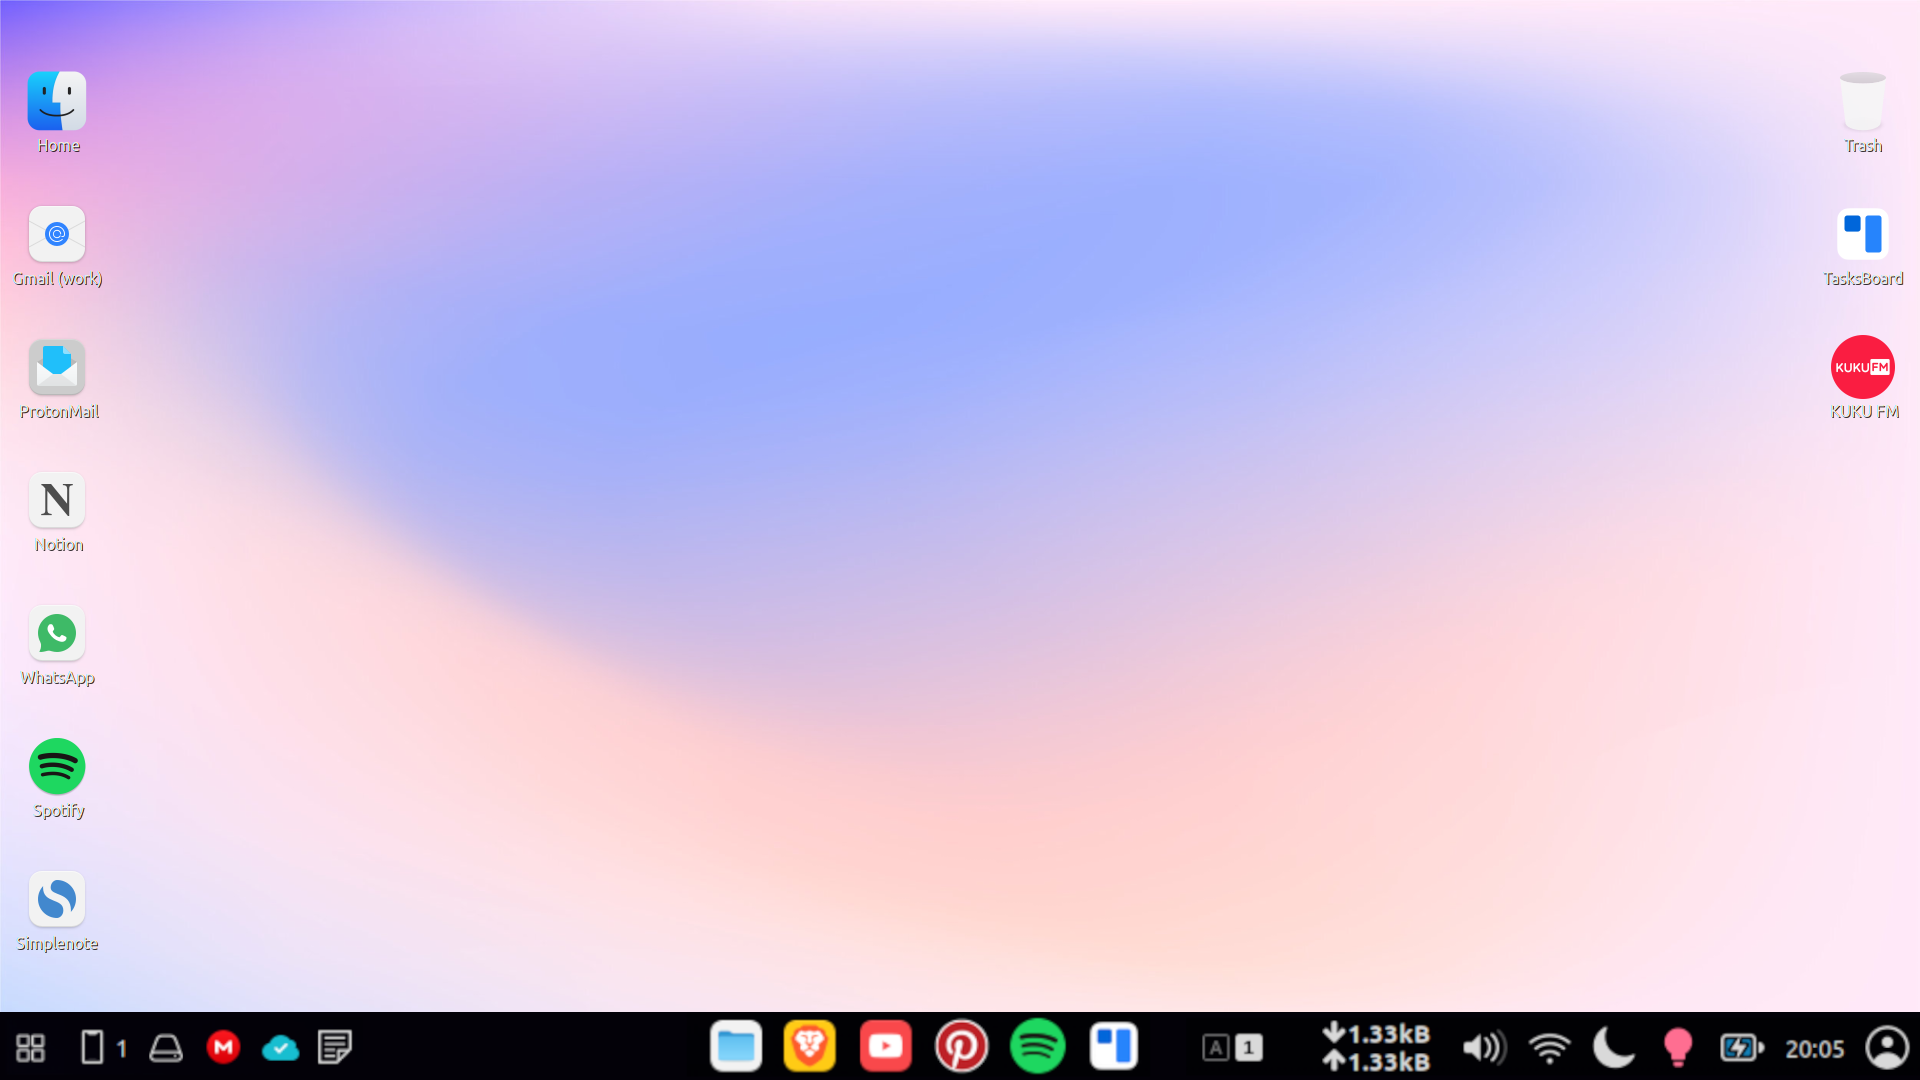 Home
Trash
Gmail (work)
TasksBoard
ProtonMail
KUKU FM
KUKU FM
N
Notion
WhatsApp
Spotify
Simplenote
1
M
A 1
1.33kB
1.33kB
20:05